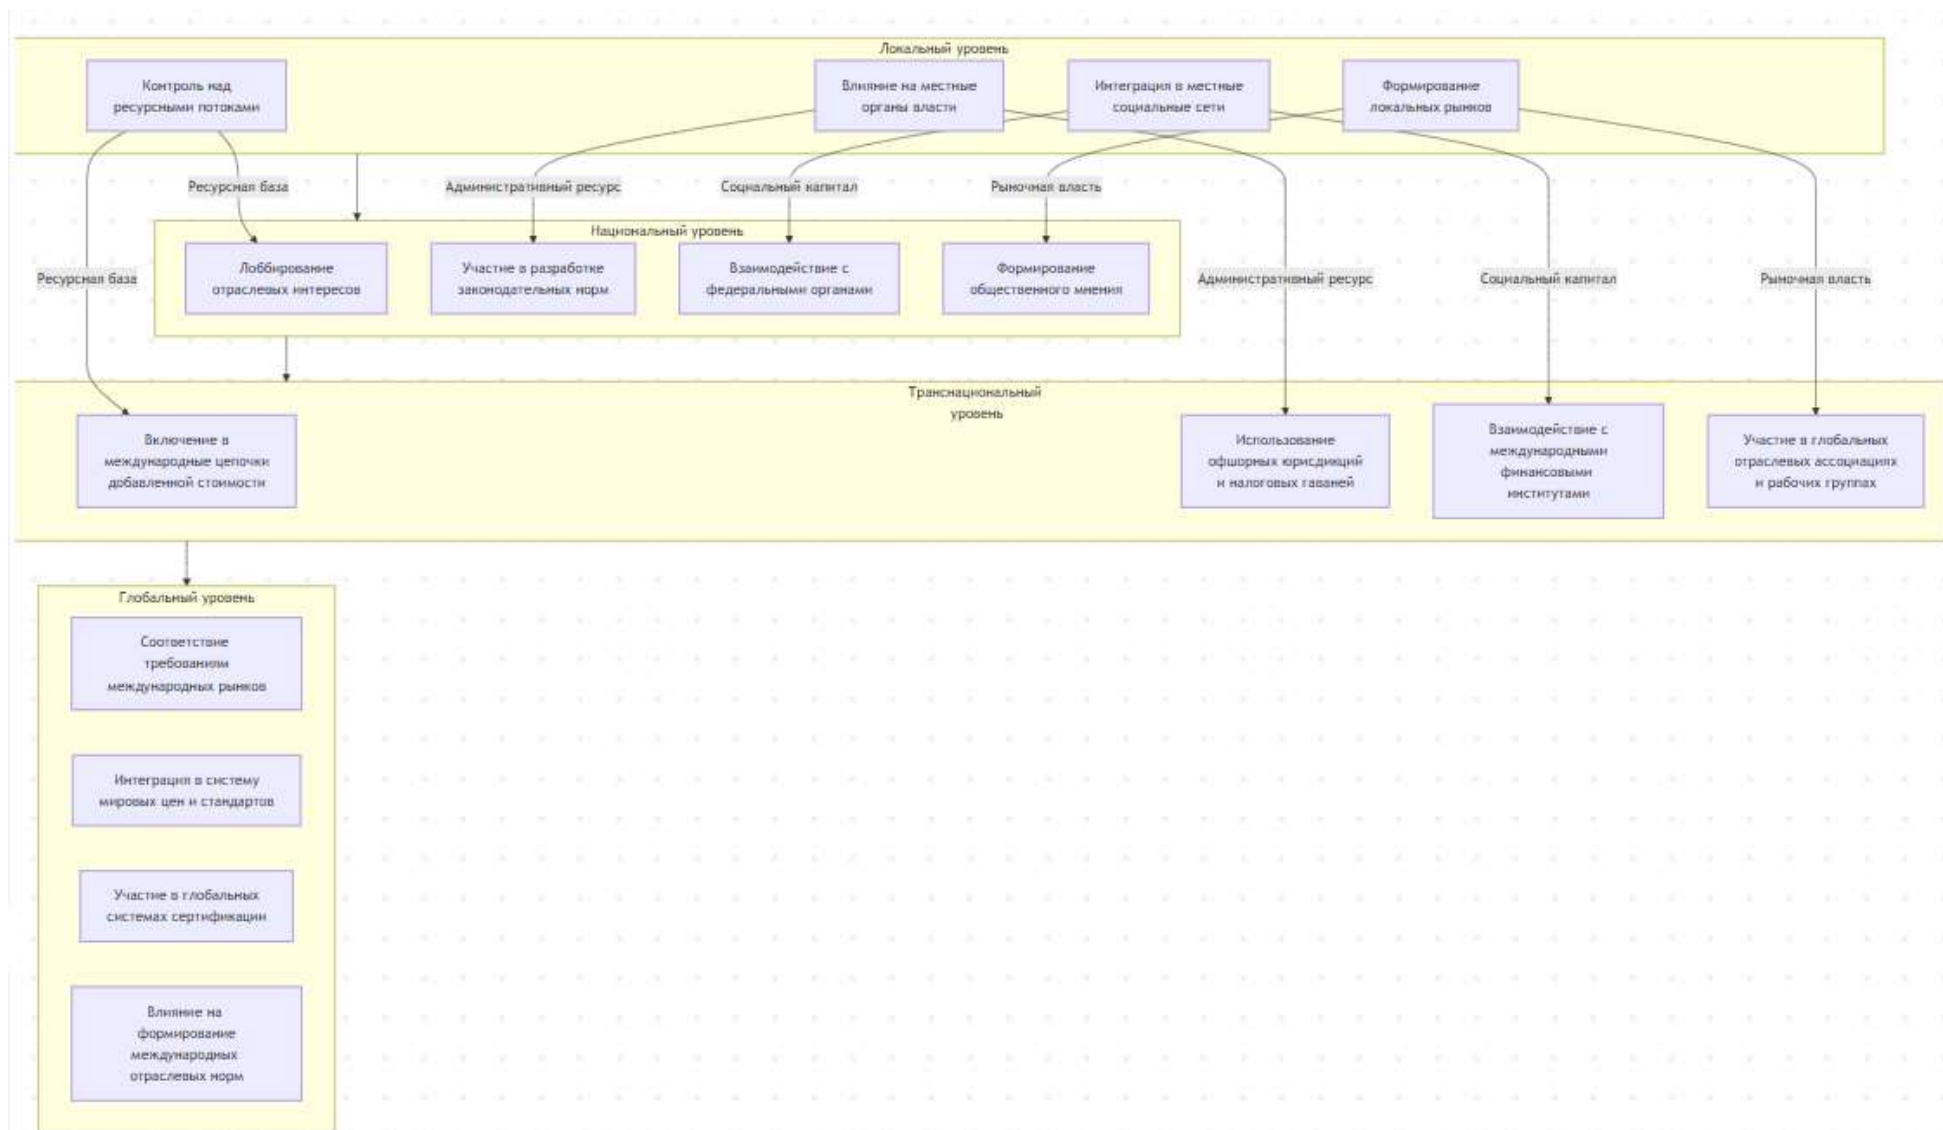 Локальный уровень
Контроль над
ресурсными потоками
Влияние на местные
органы власти
Интеграция в местные
социальные сети
Формирование
локальных рынков
Ресурсная база
Административный ресурс
Социальный капитал
Рыночная власть
Национальный уровень
Лоббирование
отраслевых интересов
Участие в разработке
законодательных норм
Взаимодействие с
федеральными органами
Формирование
общественного мнения
Ресурсная база
Административный ресурс
Социальный капитал
Рыночная власть
Транснациональный
уровень
Включение в
международные цепочки
добавленной стоимости
Использование
офшорных юрисдикций
и налоговых гаваней
Взаимодействие с
международными
финансовыми
институтами
Участие в глобальных
отраслевых ассоциациях
и рабочих группах
Глобальный уровень
Соответствие
требованиям
международных рынков
Интеграция в систему
мировых цен и стандартов
Участие в глобальных
системах сертификации
Влияние на
формирование
международных
отраслевых норм